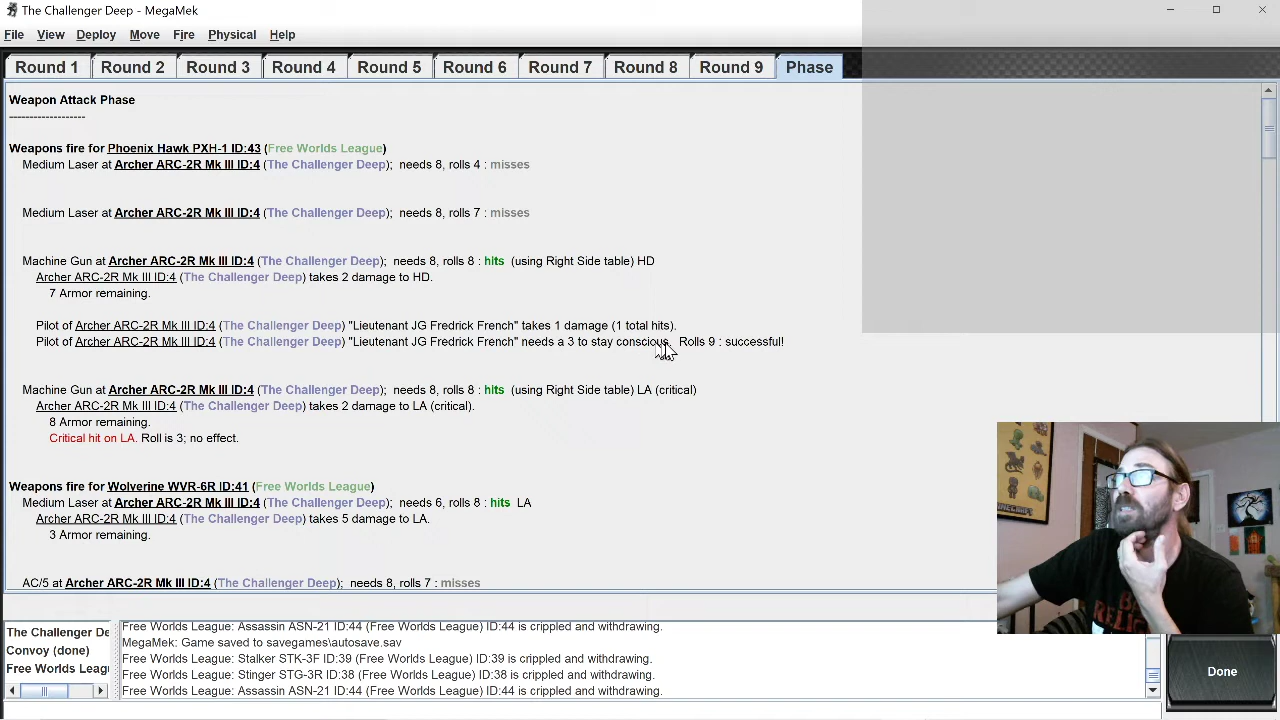 The Challenger Deep - MegaMek
File View Deploy Move Fire Physical Help
Round 1 Round 2 Round 3 Round 4 Round 5 Round 6 Round 7 Round 8 Round 9 Phase
Weapon Attack Phase
-------------------
Weapons fire for Phoenix Hawk PXH-1 ID:43 (Free Worlds League)
Medium Laser at Archer ARC-2R Mk III ID:4 (The Challenger Deep); needs 8, rolls 4 : misses
Medium Laser at Archer ARC-2R Mk III ID:4 (The Challenger Deep); needs 8, rolls 7 : misses
Machine Gun at Archer ARC-2R Mk III ID:4 (The Challenger Deep); needs 8, rolls 8 : hits (using Right Side table) HD
Archer ARC-2R Mk III ID:4 (The Challenger Deep) takes 2 damage to HD.
7 Armor remaining.
Pilot of Archer ARC-2R Mk III ID:4 (The Challenger Deep) "Lieutenant JG Fredrick French" takes 1 damage (1 total hits).
Pilot of Archer ARC-2R Mk III ID:4 (The Challenger Deep) "Lieutenant JG Fredrick French" needs a 3 to stay conscious. Rolls 9 : successful!
Machine Gun at Archer ARC-2R Mk III ID:4 (The Challenger Deep); needs 8, rolls 8 : hits (using Right Side table) LA (critical)
Archer ARC-2R Mk III ID:4 (The Challenger Deep) takes 2 damage to LA (critical).
8 Armor remaining.
Critical hit on LA. Roll is 3; no effect.
Weapons fire for Wolverine WVR-6R ID:41 (Free Worlds League)
Medium Laser at Archer ARC-2R Mk III ID:4 (The Challenger Deep); needs 6, rolls 8 : hits LA
Archer ARC-2R Mk III ID:4 (The Challenger Deep) takes 5 damage to LA.
3 Armor remaining.
AC/5 at Archer ARC-2R Mk III ID:4 (The Challenger Deep); needs 8, rolls 7 : misses
The Challenger De
Convoy (done)
Free Worlds Leag
Free Worlds League: Assassin ASN-21 ID:44 (Free Worlds League) ID:44 is crippled and withdrawing.
MegaMek: Game saved to savegames\autosave.sav
Free Worlds League: Stalker STK-3F ID:39 (Free Worlds League) ID:39 is crippled and withdrawing.
Free Worlds League: Stinger STG-3R ID:38 (Free Worlds League) ID:38 is crippled and withdrawing.
Free Worlds League: Assassin ASN-21 ID:44 (Free Worlds League) ID:44 is crippled and withdrawing.
Done
MINECRAFT